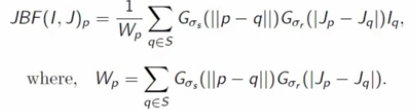 JBF(I, J)_p = \frac{1}{W_p} \sum_{q \in S} G_{\sigma_s}(||p - q||) G_{\sigma_r}(|J_p - J_q|) I_q,
where, W_p = \sum_{q \in S} G_{\sigma_s}(||p - q||) G_{\sigma_r}(|J_p - J_q|).